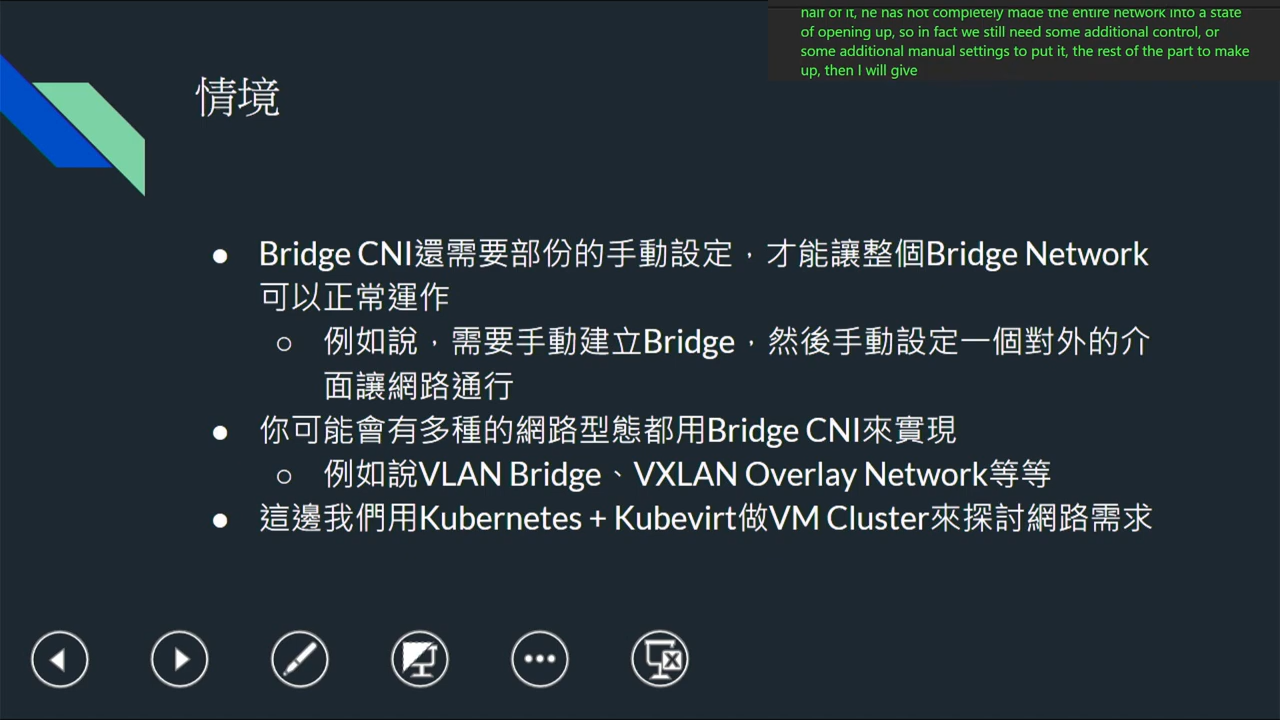 half of it, he has not completely made the entire network into a state
of opening up, so in fact we still need some additional control, or
some additional manual settings to put it, the rest of the part to make
up, then I will give
情境
● Bridge CNI還需要部份的手動設定，才能讓整個Bridge Network
可以正常運作
○ 例如說，需要手動建立Bridge，然後手動設定一個對外的介
面讓網路通行
● 你可能會有多種的網路型態都用Bridge CNI來實現
○ 例如說VLAN Bridge、VXLAN Overlay Network等等
● 這邊我們用Kubernetes + Kubevirt做VM Cluster來探討網路需求